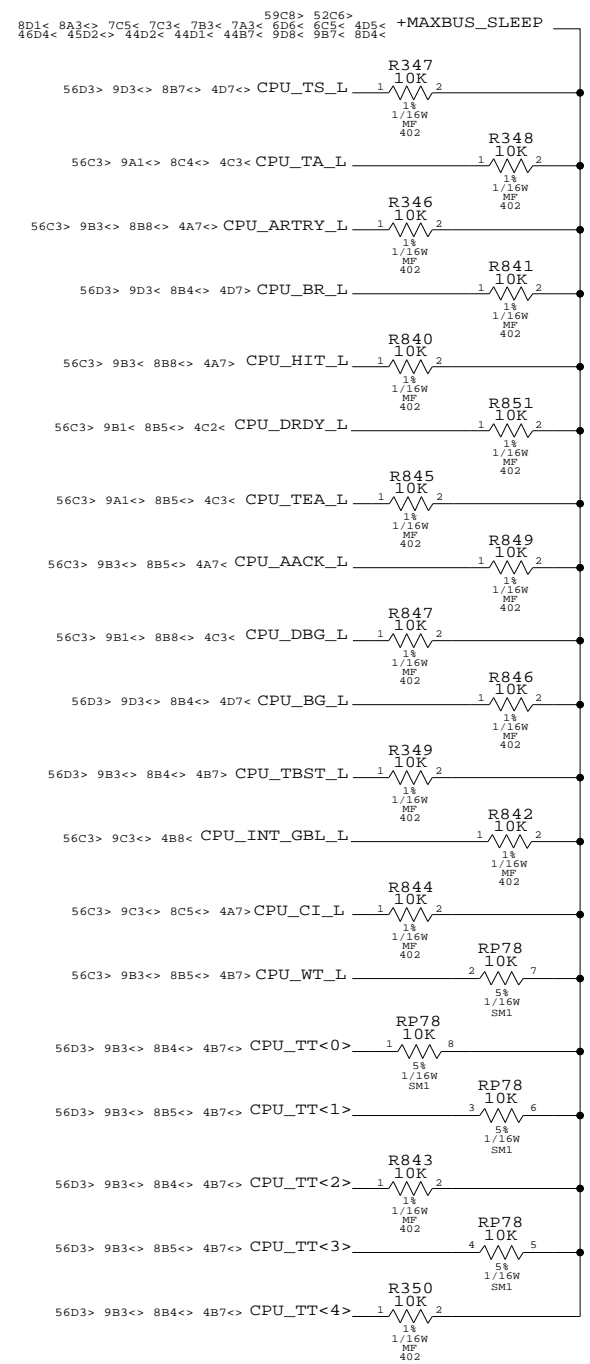 59C8> 52C6>
8D1< 8A3<> 7C5< 7C3< 7B3< 7A3< 6D6< 6C5< 4D5<
46D4< 45D2<> 44D2< 44D1< 44B7< 9D8< 9B7< 8D4<
+MAXBUS_SLEEP
R347
10K
56D3> 9D3<> 8B7<> 4D7<> CPU_TS_L 1 2
1%
1/16W
MF
402
R348
10K
56C3> 9A1<> 8C4<> 4C3< CPU_TA_L 1 2
1%
1/16W
MF
402
R346
10K
56C3> 9B3<> 8B8<> 4A7<> CPU_ARTRY_L 1 2
1%
1/16W
MF
402
R841
10K
56D3> 9D3< 8B4<> 4D7> CPU_BR_L 1 2
1%
1/16W
MF
402
R840
10K
56C3> 9B3< 8B8<> 4A7> CPU_HIT_L 1 2
1%
1/16W
MF
402
R851
10K
56C3> 9B1< 8B5<> 4C2< CPU_DRDY_L 1 2
1%
1/16W
MF
402
R845
10K
56C3> 9A1<> 8B5<> 4C3< CPU_TEA_L 1 2
1%
1/16W
MF
402
R849
10K
56C3> 9B3<> 8B5<> 4A7< CPU_AACK_L 1 2
1%
1/16W
MF
402
R847
10K
56C3> 9B1<> 8B8<> 4C3< CPU_DBG_L 1 2
1%
1/16W
MF
402
R846
10K
56D3> 9D3<> 8B4<> 4D7< CPU_BG_L 1 2
1%
1/16W
MF
402
R349
10K
56D3> 9B3<> 8B4<> 4B7> CPU_TBST_L 1 2
1%
1/16W
MF
402
R842
10K
56C3> 9C3<> 4B8< CPU_INT_GBL_L 1 2
1%
1/16W
MF
402
R844
10K
56C3> 9C3<> 8C5<> 4A7> CPU_CI_L 1 2
1%
1/16W
MF
402
RP78
10K
56C3> 9B3<> 8B5<> 4B7> CPU_WT_L 2 7
5%
1/16W
SM1
RP78
10K
56D3> 9B3<> 8B4<> 4B7<> CPU_TT<0> 1 8
5%
1/16W
SM1
RP78
10K
56D3> 9B3<> 8B5<> 4B7<> CPU_TT<1> 3 6
5%
1/16W
SM1
R843
10K
56D3> 9B3<> 8B4<> 4B7<> CPU_TT<2> 1 2
1%
1/16W
MF
402
RP78
10K
56D3> 9B3<> 8B5<> 4B7<> CPU_TT<3> 4 5
5%
1/16W
SM1
R350
10K
56D3> 9B3<> 8B4<> 4B7<> CPU_TT<4> 1 2
1%
1/16W
MF
402